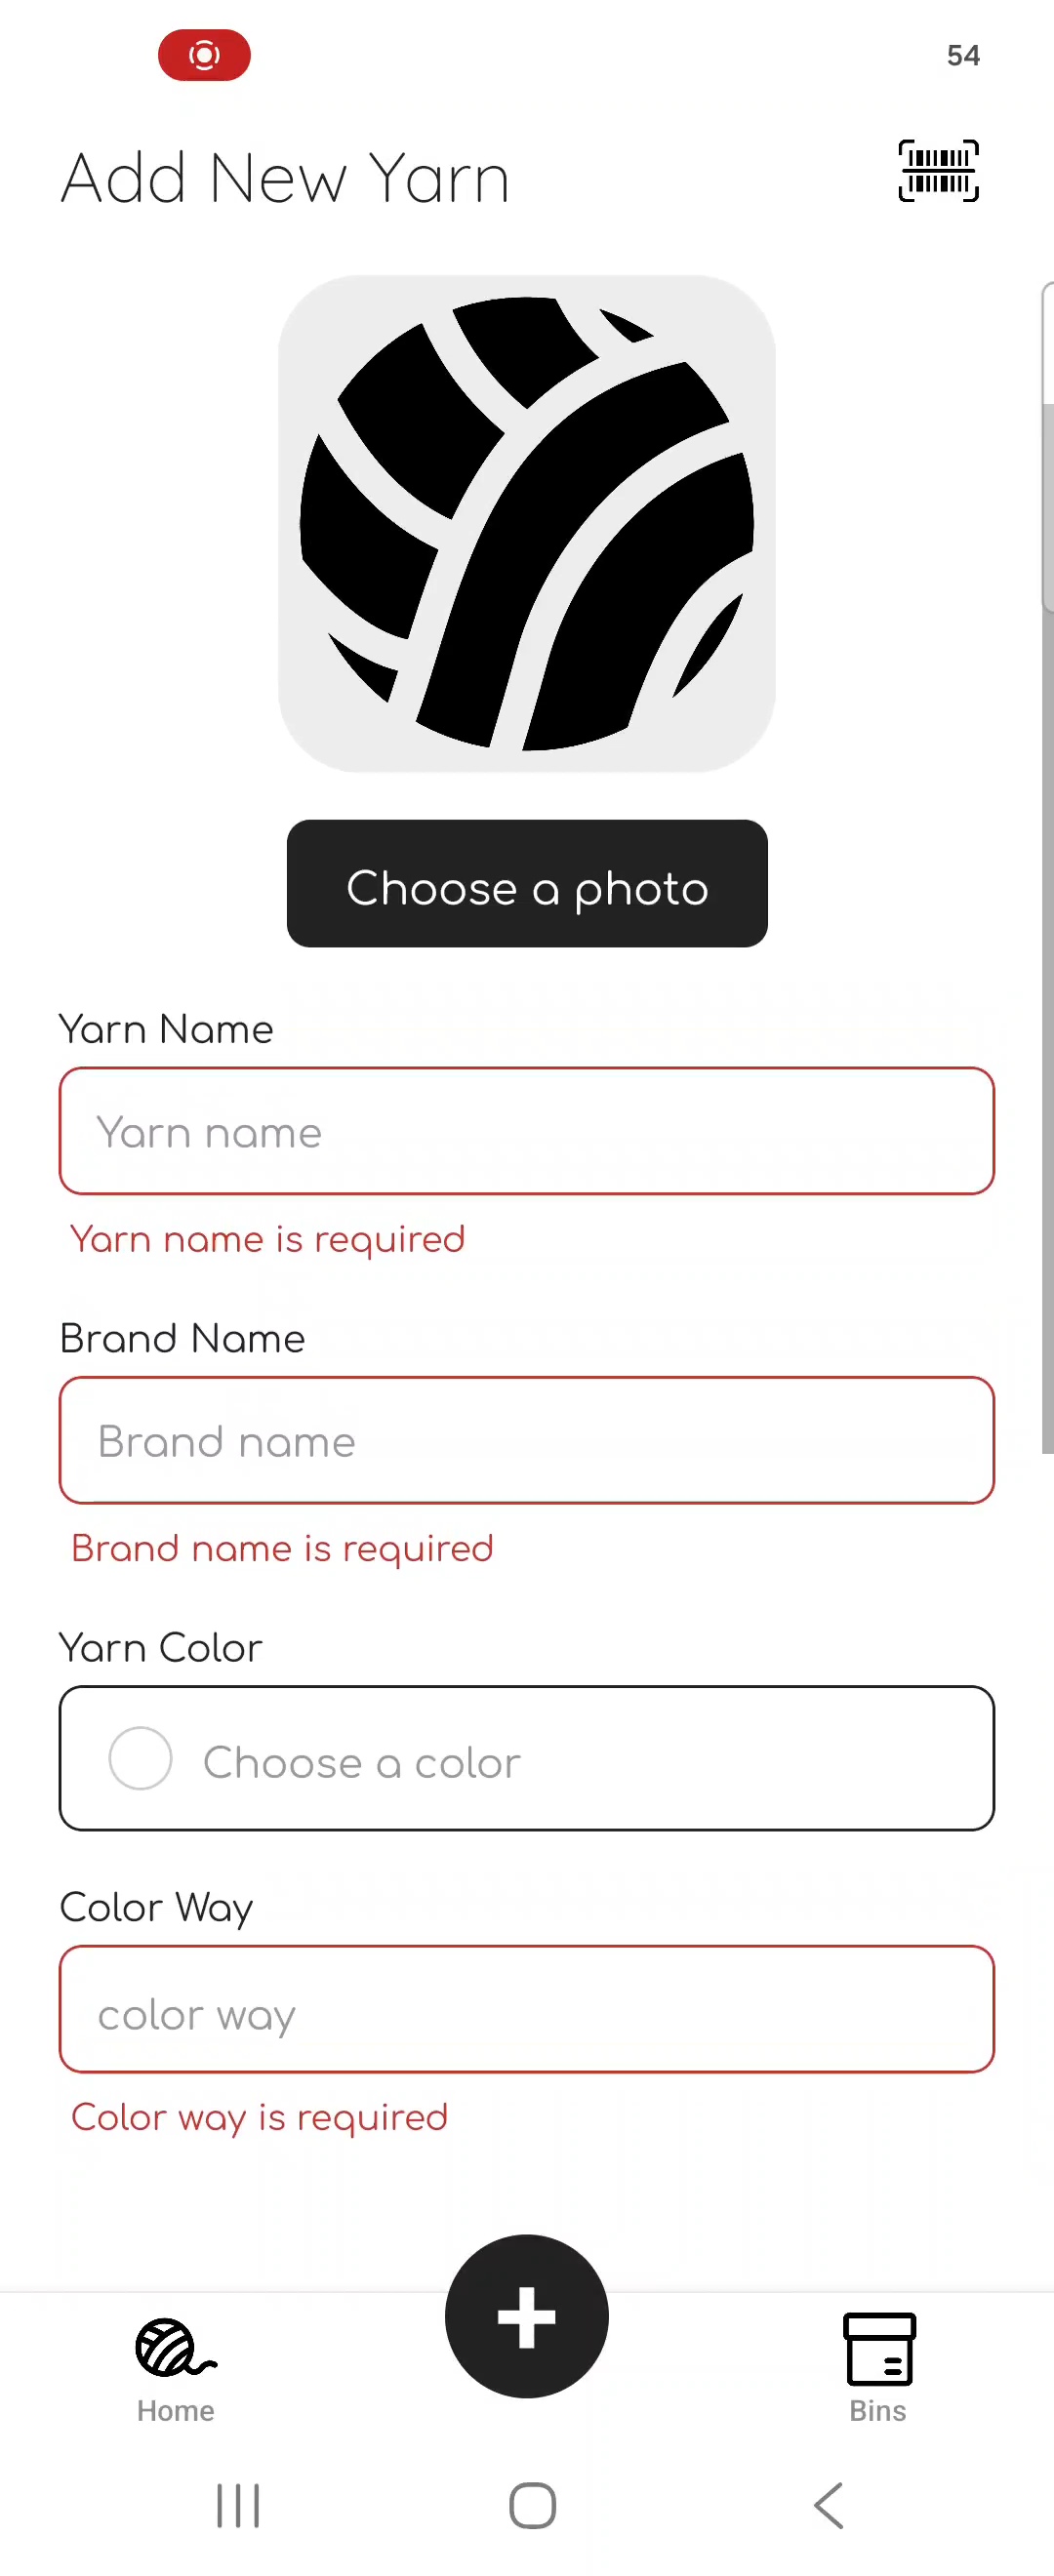 54
Add New Yarn
Choose a photo
Yarn Name
Yarn name
Yarn name is required
Brand Name
Brand name
Brand name is required
Yarn Color
Choose a color
Color Way
color way
Color way is required
Home
Bins